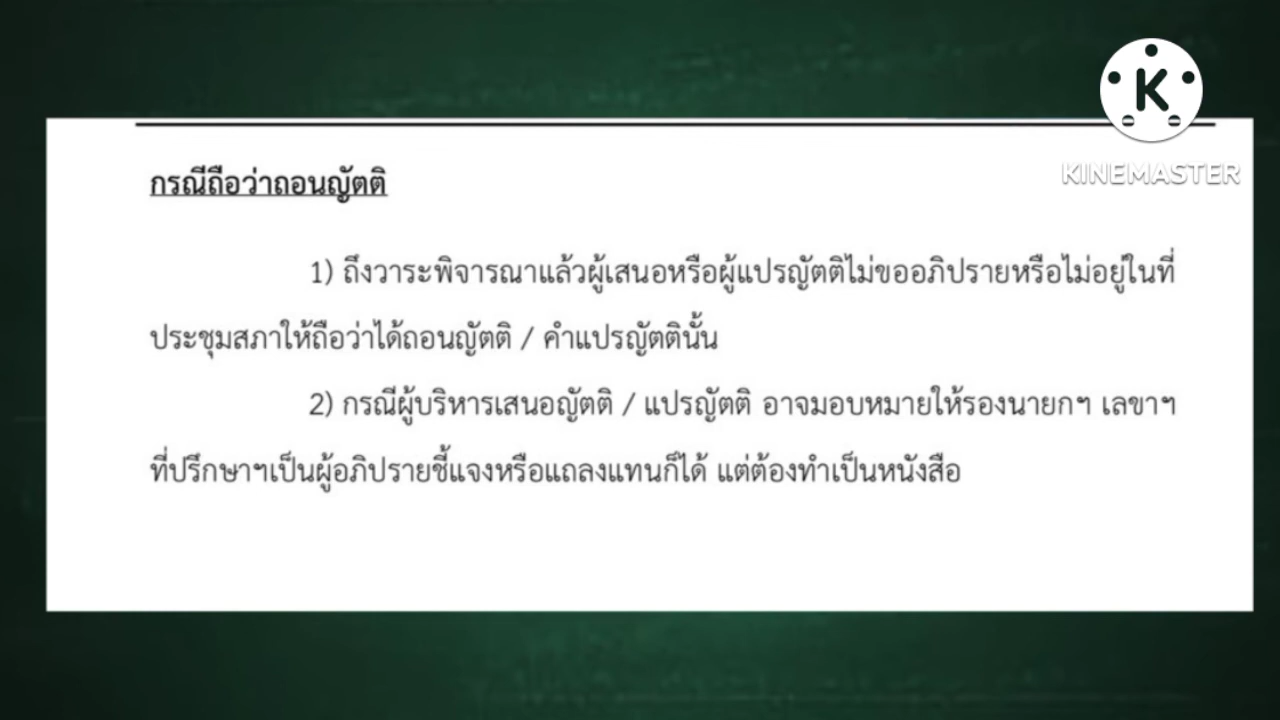 K
KINEMASTER
กรณีถือว่าถอนญัตติ
1) ถึงวาระพิจารณาแล้วผู้เสนอหรือผู้แปรญัตติไม่ขออภิปรายหรือไม่อยู่ในที่
ประชุมสภาให้ถือว่าได้ถอนญัตติ / คำแปรญัตตินั้น
2) กรณีผู้บริหารเสนอญัตติ / แปรญัตติ อาจมอบหมายให้รองนายกฯ เลขาฯ
ที่ปรึกษาฯเป็นผู้อภิปรายชี้แจงหรือแถลงแทนก็ได้ แต่ต้องทำเป็นหนังสือ